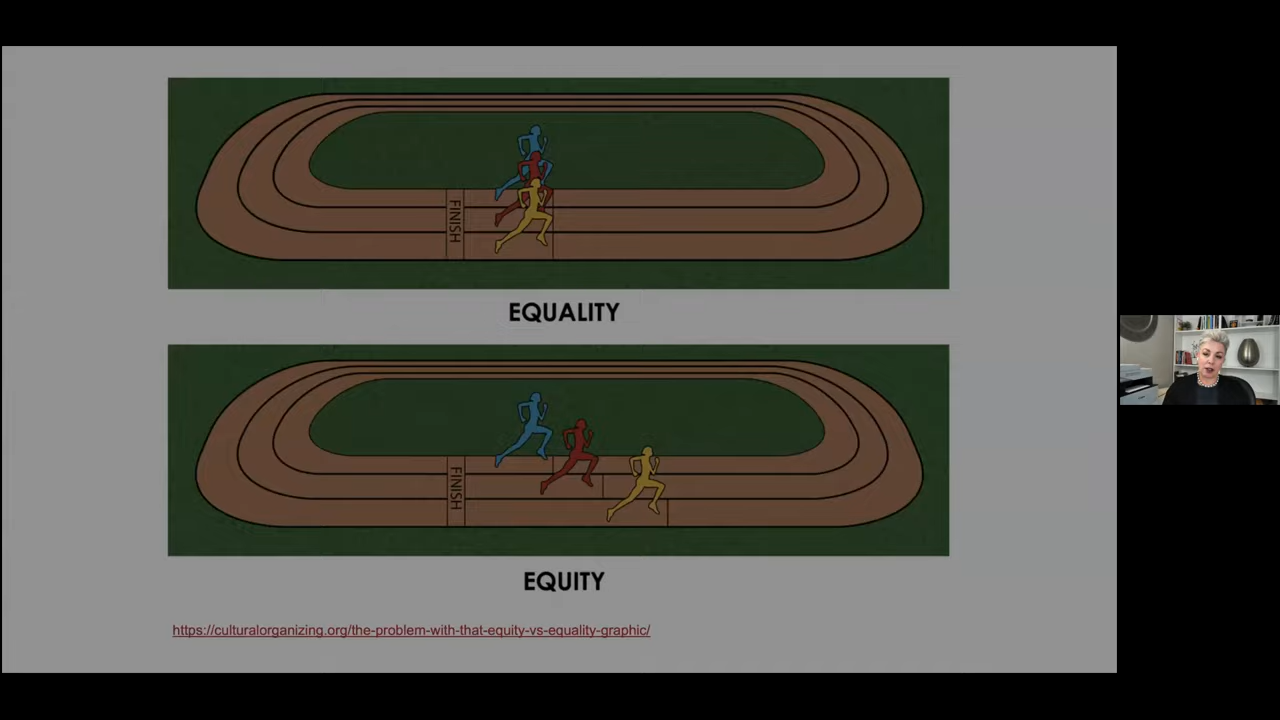 FINISH
EQUALITY
FINISH
EQUITY
https://culturalorganizing.org/the-problem-with-that-equity-vs-equality-graphic/